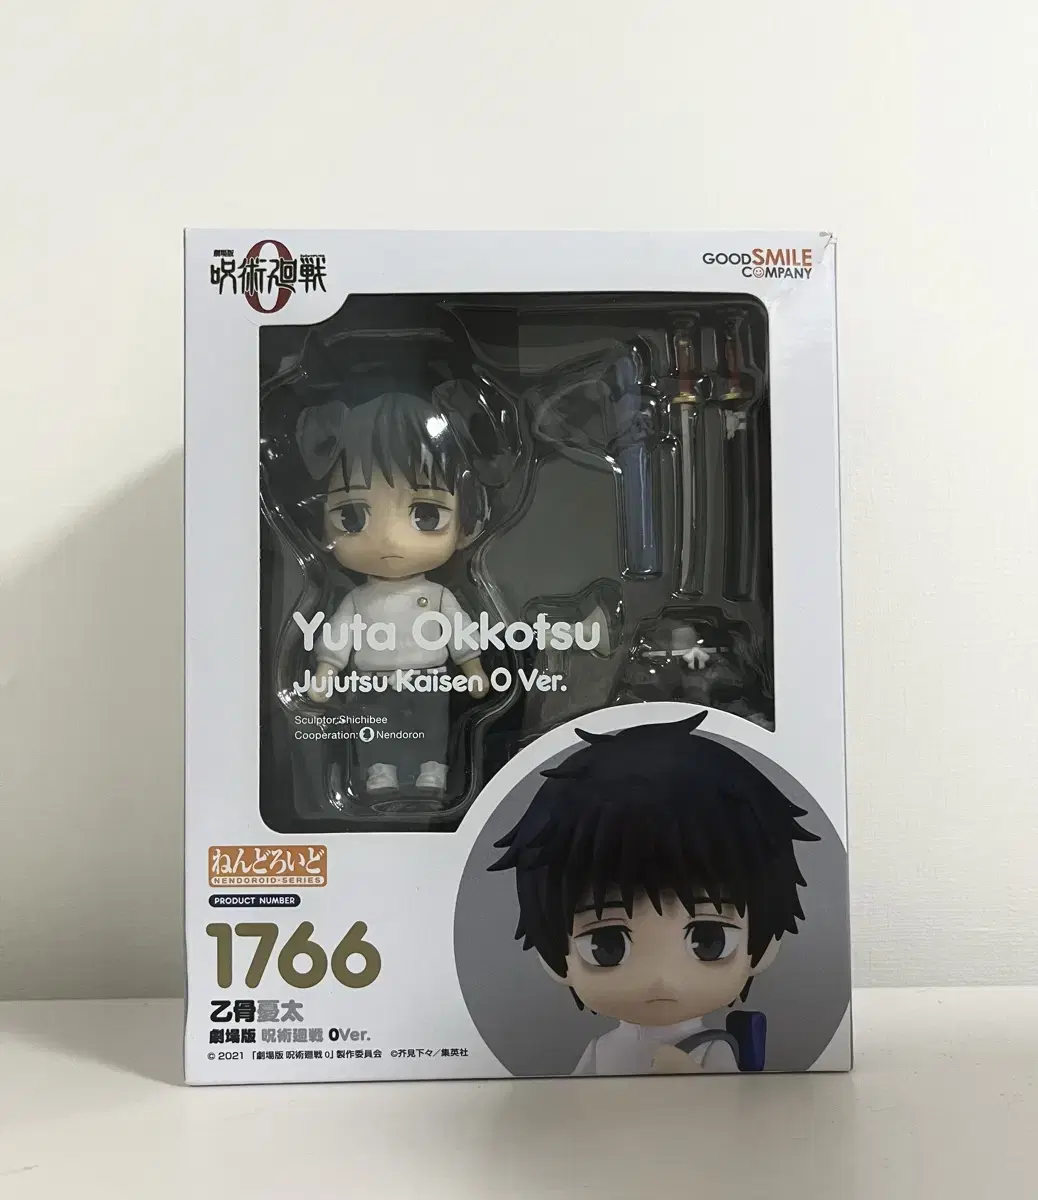 劇場版
呪術廻戦
0
GOODSMILE
COMPANY
Yuta Okkotsu
Jujutsu Kaisen 0 Ver.
Sculptor:Shichibee
Cooperation: Nendoron
ねんどろいど
NENDOROID-SERIES
PRODUCT NUMBER
1766
乙骨憂太
劇場版 呪術廻戦 0Ver.
© 2021 「劇場版 呪術廻戦 0」製作委員会 ©芥見下々／集英社